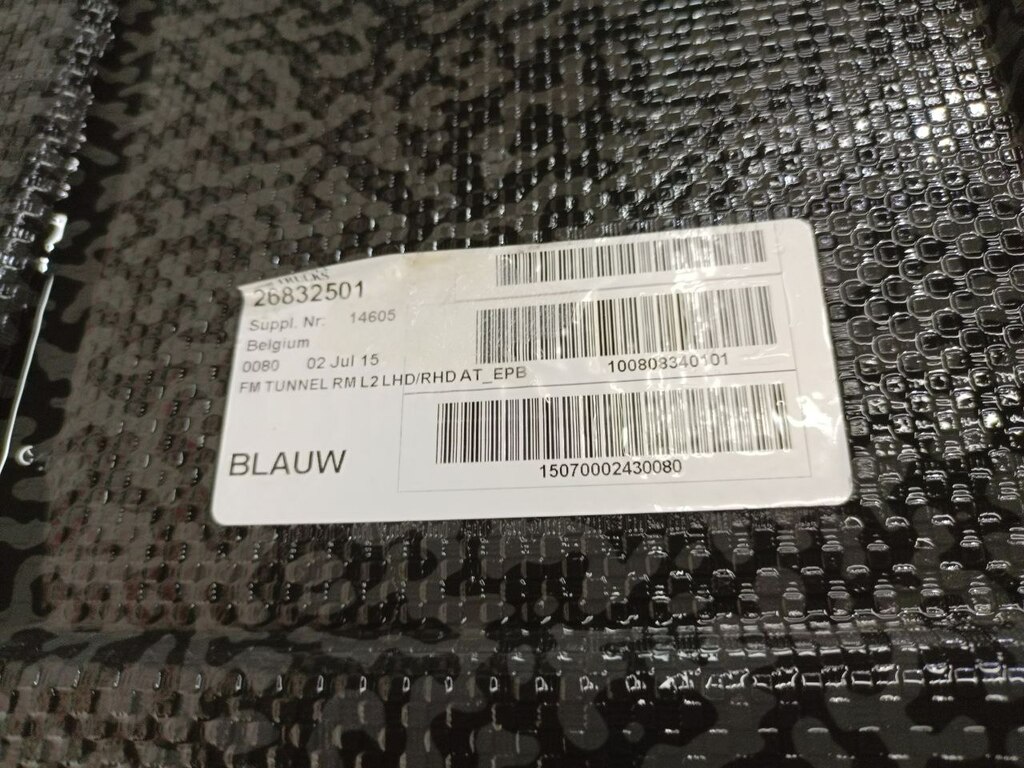 TRUCKS
26832501
Suppl. Nr. 14605
Belgium
0080 02 Jul 15
FM TUNNEL RM L2 LHD/RHD AT_EPB
100808340101
BLAUW
15070002430080